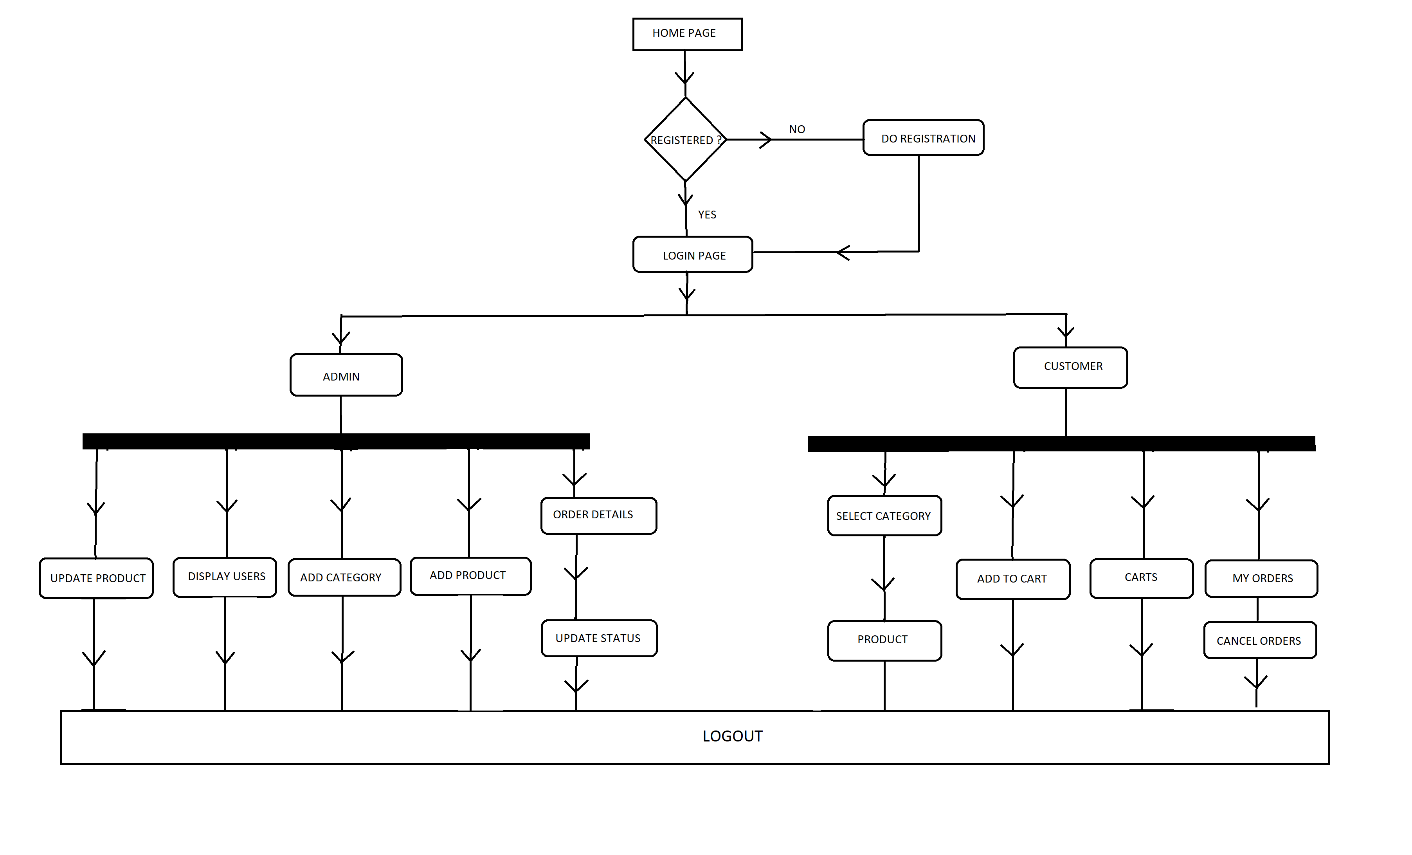 HOME PAGE
REGISTERED ?
NO
DO REGISTRATION
YES
LOGIN PAGE
ADMIN
CUSTOMER
ORDER DETAILS
SELECT CATEGORY
UPDATE PRODUCT
DISPLAY USERS
ADD CATEGORY
ADD PRODUCT
ADD TO CART
CARTS
MY ORDERS
UPDATE STATUS
PRODUCT
CANCEL ORDERS
LOGOUT